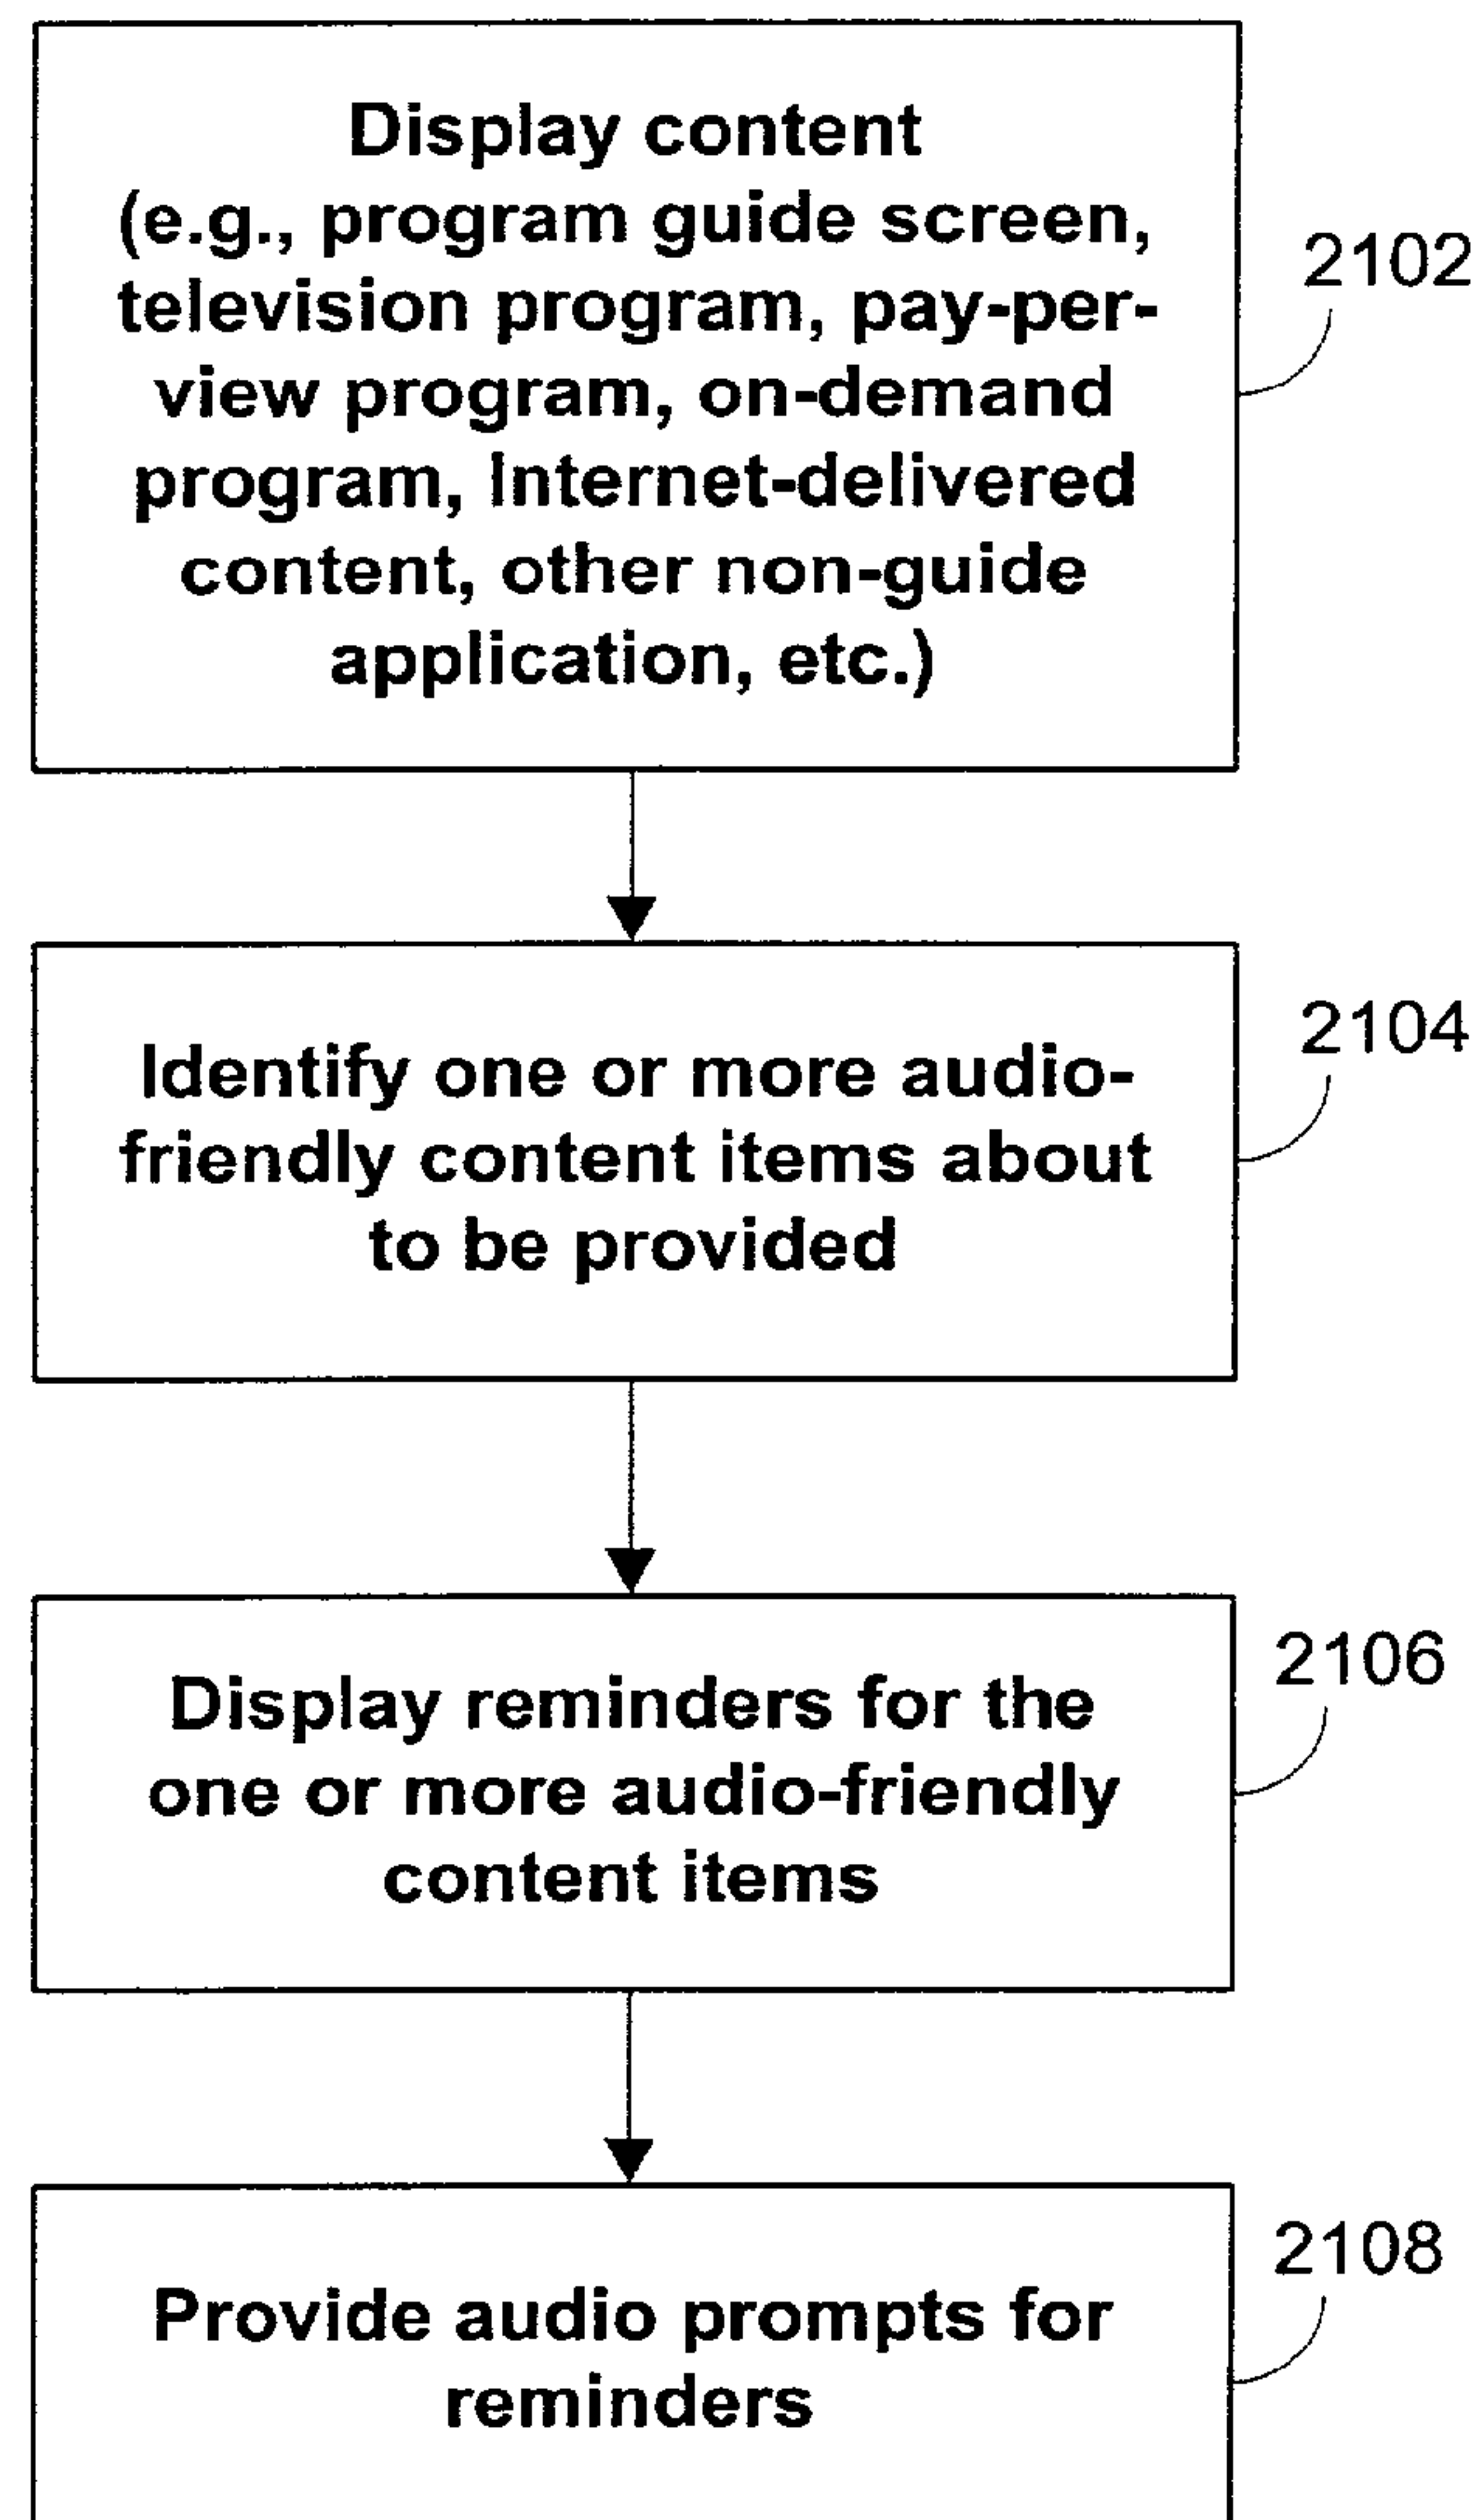 Display content
(e.g., program guide screen,
television program, pay-per-
view program, on-demand
program, Internet-delivered
content, other non-guide
application, etc.)
2102
Identify one or more audio-
friendly content items about
to be provided
2104
Display reminders for the
one or more audio-friendly
content items
2106
Provide audio prompts for
reminders
2108